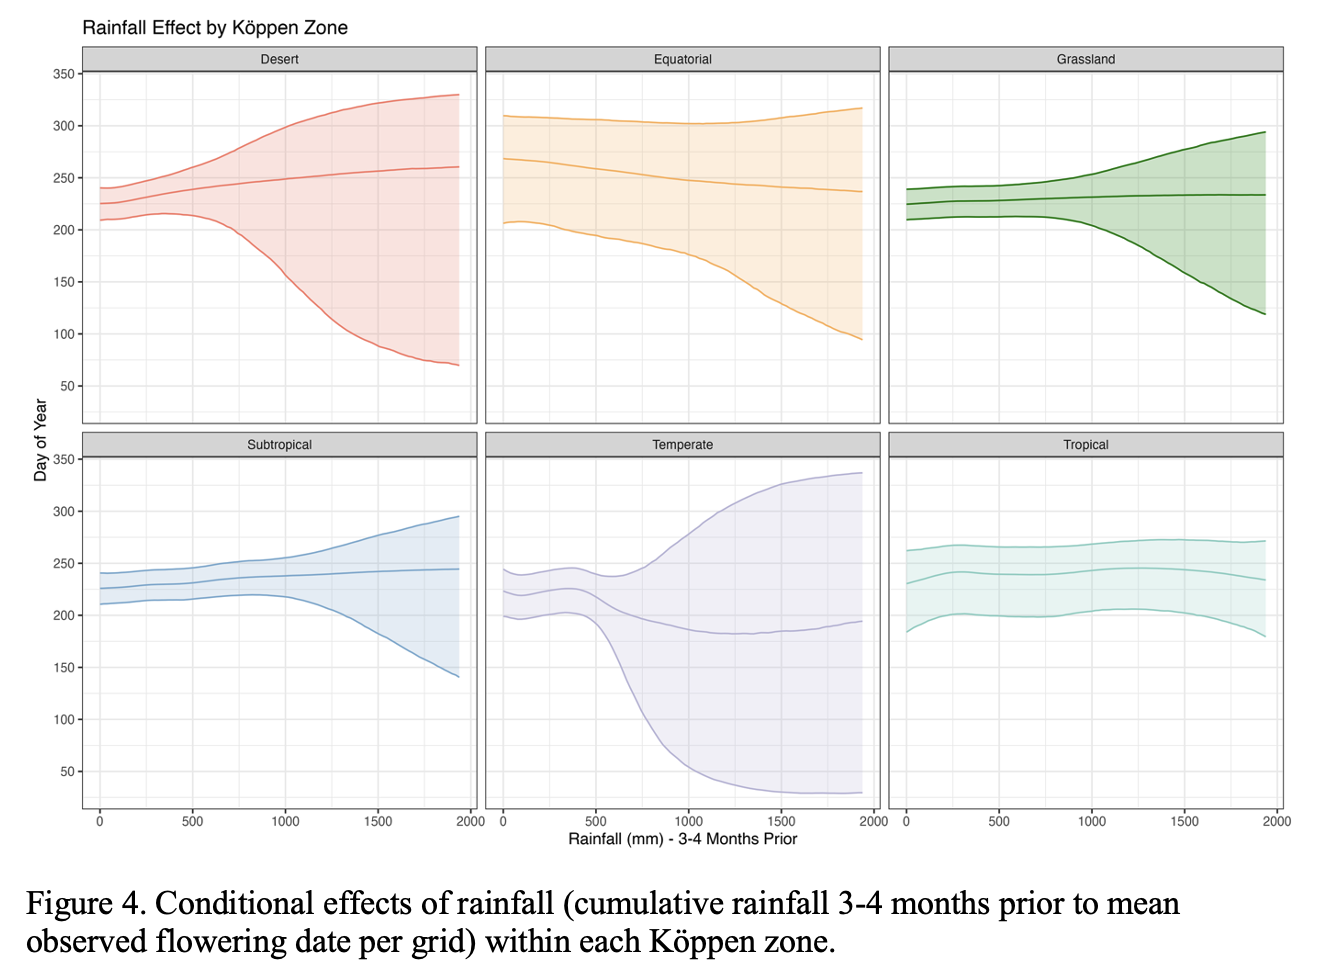 Rainfall Effect by Köppen Zone
Desert
Equatorial
Grassland
350
300
250
200
150
100
50
Day of Year
Subtropical
Temperate
Tropical
350
300
250
200
150
100
50
0 500 1000 1500 2000
0 500 1000 1500 2000
0 500 1000 1500 2000
Rainfall (mm) - 3-4 Months Prior
Figure 4. Conditional effects of rainfall (cumulative rainfall 3-4 months prior to mean
observed flowering date per grid) within each Köppen zone.